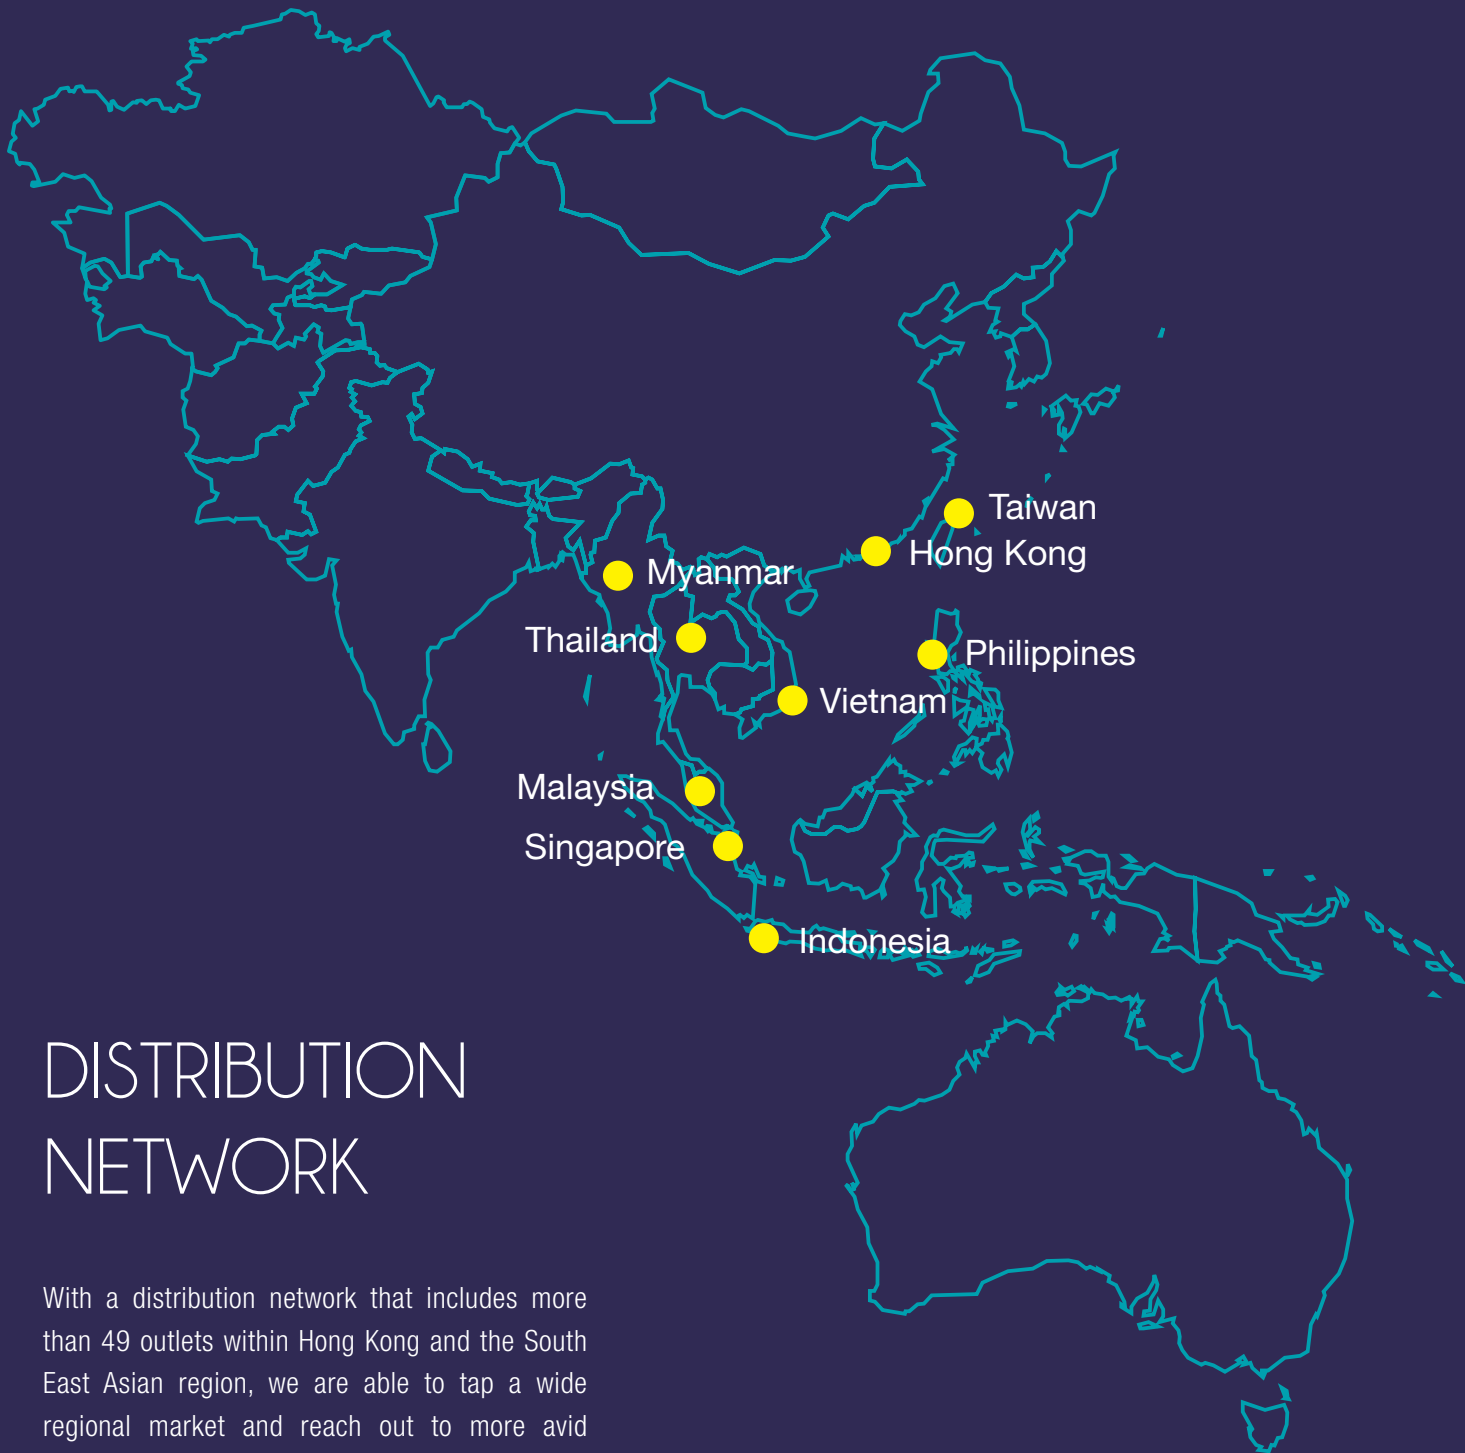 Taiwan
Hong Kong
Myanmar
Thailand
Philippines
Vietnam
Malaysia
Singapore
Indonesia
DISTRIBUTION
NETWORK
With a distribution network that includes more
than 49 outlets within Hong Kong and the South
East Asian region, we are able to tap a wide
regional market and reach out to more avid